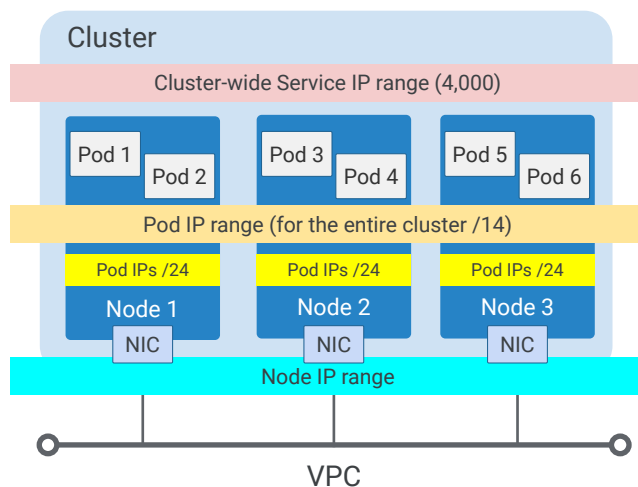 Cluster
Cluster-wide Service IP range (4,000)
Pod 1
Pod 2
Pod 3
Pod 4
Pod 5
Pod 6
Pod IP range (for the entire cluster /14)
Pod IPs /24
Pod IPs /24
Pod IPs /24
Node 1
Node 2
Node 3
NIC
NIC
NIC
Node IP range
VPC